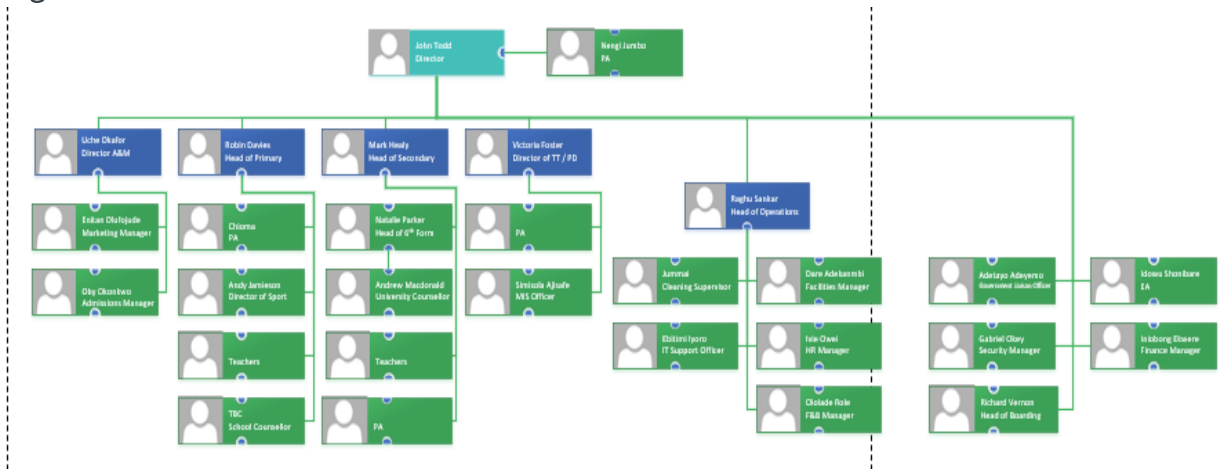 John Todd
Director
Nengi Jumbo
PA
Uche Okafor
Director A&M
Robin Davies
Head of Primary
Mark Healy
Head of Secondary
Victoria Foster
Director of TT / PD
Raghu Sankar
Head of Operations
Enitan Olufojude
Marketing Manager
Chioma
PA
Natalie Parker
Head of 6th Form
PA
Oby Okonkwo
Admissions Manager
Andy Jamieson
Director of Sport
Andrew Macdonald
University Counsellor
Simisola Ajisafe
MIS Officer
Jummai
Cleaning Supervisor
Dare Adekanmbi
Facilities Manager
Adetayo Adeyemo
Government Liaison Officer
Idowu Shonibare
EA
Teachers
Teachers
Ebitimi Iyoro
IT Support Officer
Owei
HR Manager
Gabriel
Security Manager
Finance Manager
TBC
School Counsellor
PA
Ololade Role
F&B Manager
Richard Vernon
Head of Boarding